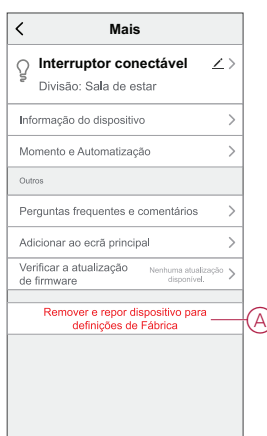 Mais
Interruptor conectável
Divisão: Sala de estar
Informação do dispositivo
Momento e Automatização
Outros
Perguntas frequentes e comentários
Adicionar ao ecrã principal
Verificar a atualização
de firmware
Nenhuma atualização
disponível.
Remover e repor dispositivo para
definições de Fábrica
A